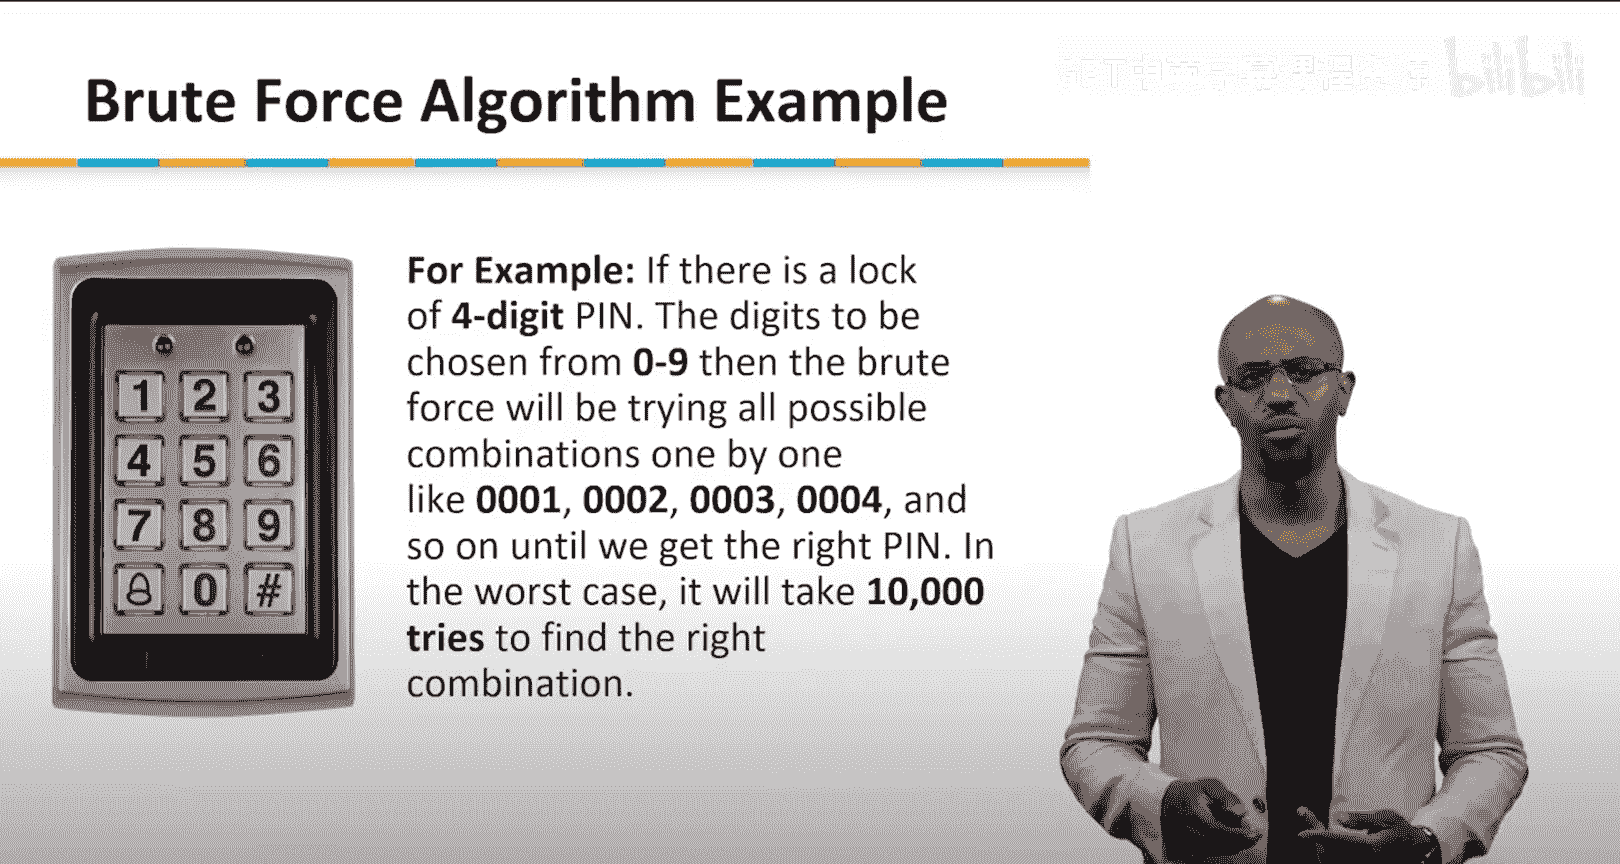 Brute Force Algorithm Example
bilibili
For Example: If there is a lock
of 4-digit PIN. The digits to be
chosen from 0-9 then the brute
force will be trying all possible
combinations one by one
like 0001, 0002, 0003, 0004, and
so on until we get the right PIN. In
the worst case, it will take 10,000
tries to find the right
combination.
1 2 3
4 5 6
7 8 9
0 #